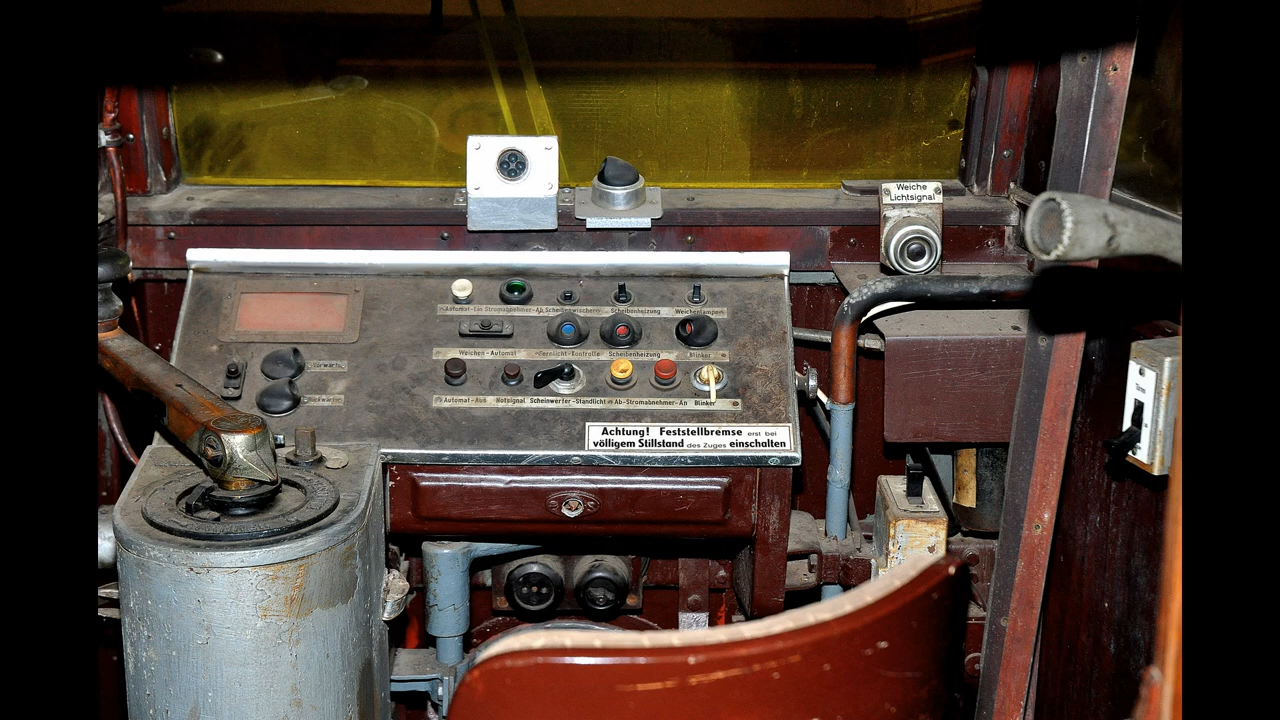 Weiche
Lichtsignal
Automat-Ein Stromabnehmer-Ab Scheibenwischer Scheibenheizung Weichenlampen
Weichen-Automat Fernlicht-Kontrolle Scheibenheizung Blinker
Vorwärts
Rückwärts
Automat-Aus Notsignal Scheinwerfer-Standlicht Ab-Stromabnehmer-An Blinker
Achtung! Feststellbremse erst bei
völligem Stillstand des Zuges einschalten